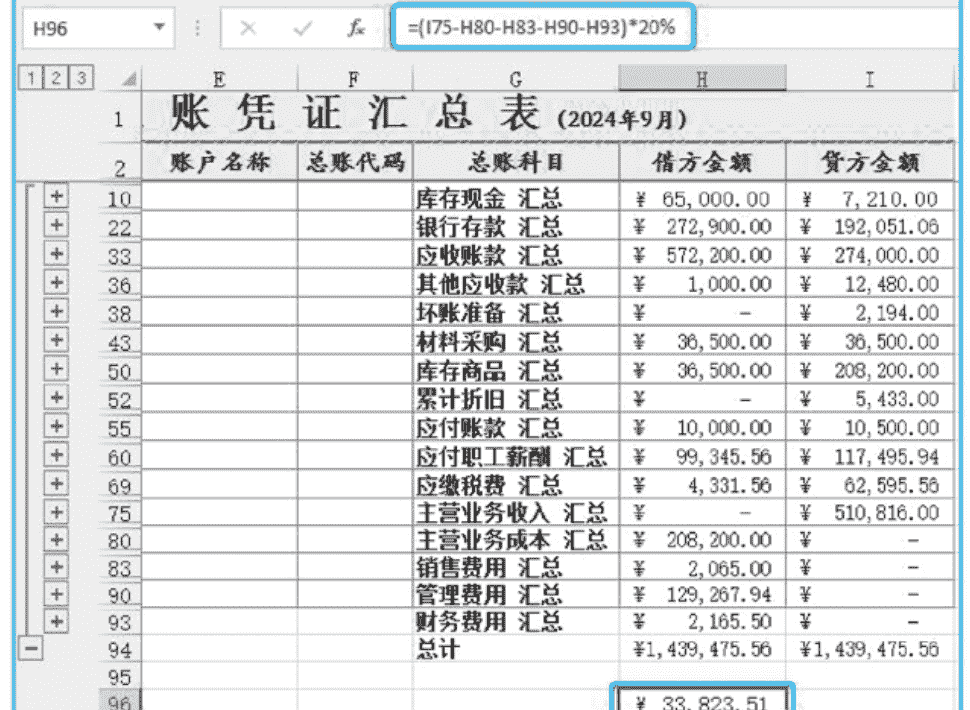 H96 fx =(I75-H80-H83-H90-H93)*20%
1 2 3 E F G H I
1 账凭证汇总表 (2024年9月)
2 账户名称 总账代码 总账科目 借方金额 贷方金额
+ 10 库存现金 汇总 ¥ 65,000.00 ¥ 7,210.00
+ 22 银行存款 汇总 ¥ 272,900.00 ¥ 192,051.06
+ 33 应收账款 汇总 ¥ 572,200.00 ¥ 274,000.00
+ 36 其他应收款 汇总 ¥ 1,000.00 ¥ 12,480.00
+ 38 坏账准备 汇总 ¥ - ¥ 2,194.00
+ 43 材料采购 汇总 ¥ 36,500.00 ¥ 36,500.00
+ 50 库存商品 汇总 ¥ 36,500.00 ¥ 208,200.00
+ 52 累计折旧 汇总 ¥ - ¥ 5,433.00
+ 55 应付账款 汇总 ¥ 10,000.00 ¥ 10,500.00
+ 60 应付职工薪酬 汇总 ¥ 99,345.56 ¥ 117,495.94
+ 69 应缴税费 汇总 ¥ 4,331.56 ¥ 62,595.56
+ 75 主营业务收入 汇总 ¥ - ¥ 510,816.00
+ 80 主营业务成本 汇总 ¥ 208,200.00 ¥ -
+ 83 销售费用 汇总 ¥ 2,065.00 ¥ -
+ 90 管理费用 汇总 ¥ 129,267.94 ¥ -
+ 93 财务费用 汇总 ¥ 2,165.50 ¥ -
- 94 总计 ¥1,439,475.56 ¥1,439,475.56
95
96 ¥ 33,823.51